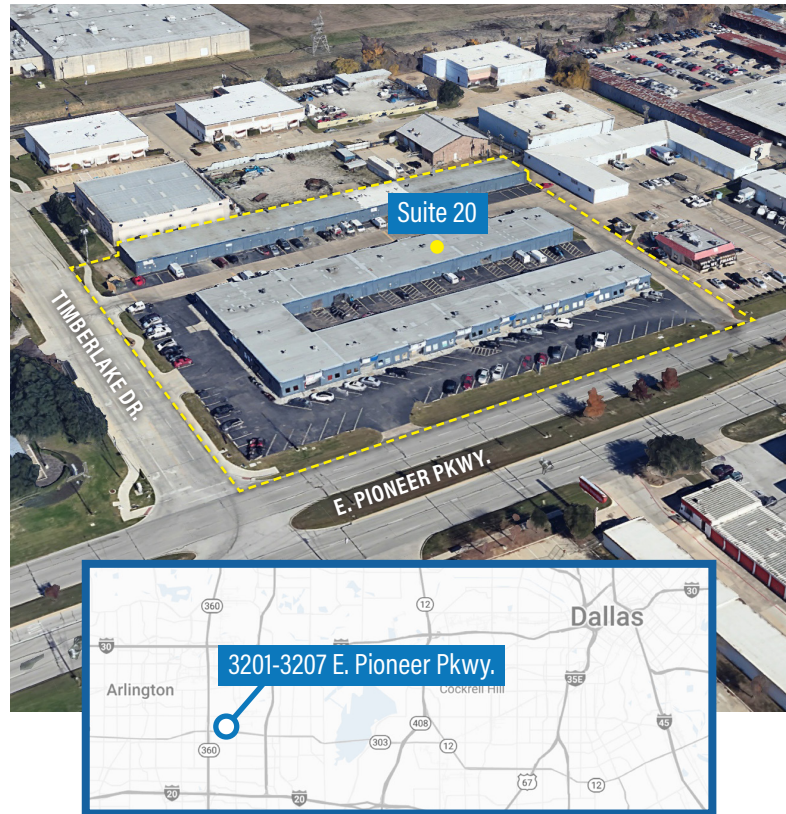 Suite 20
TIMBERLAKE DR.
E. PIONEER PKWY.
360
12
30
Dallas
30
3201-3207 E. Pioneer Pkwy.
Arlington
Cockrell Hill
35E
408
45
360
303
12
67
12
20
20